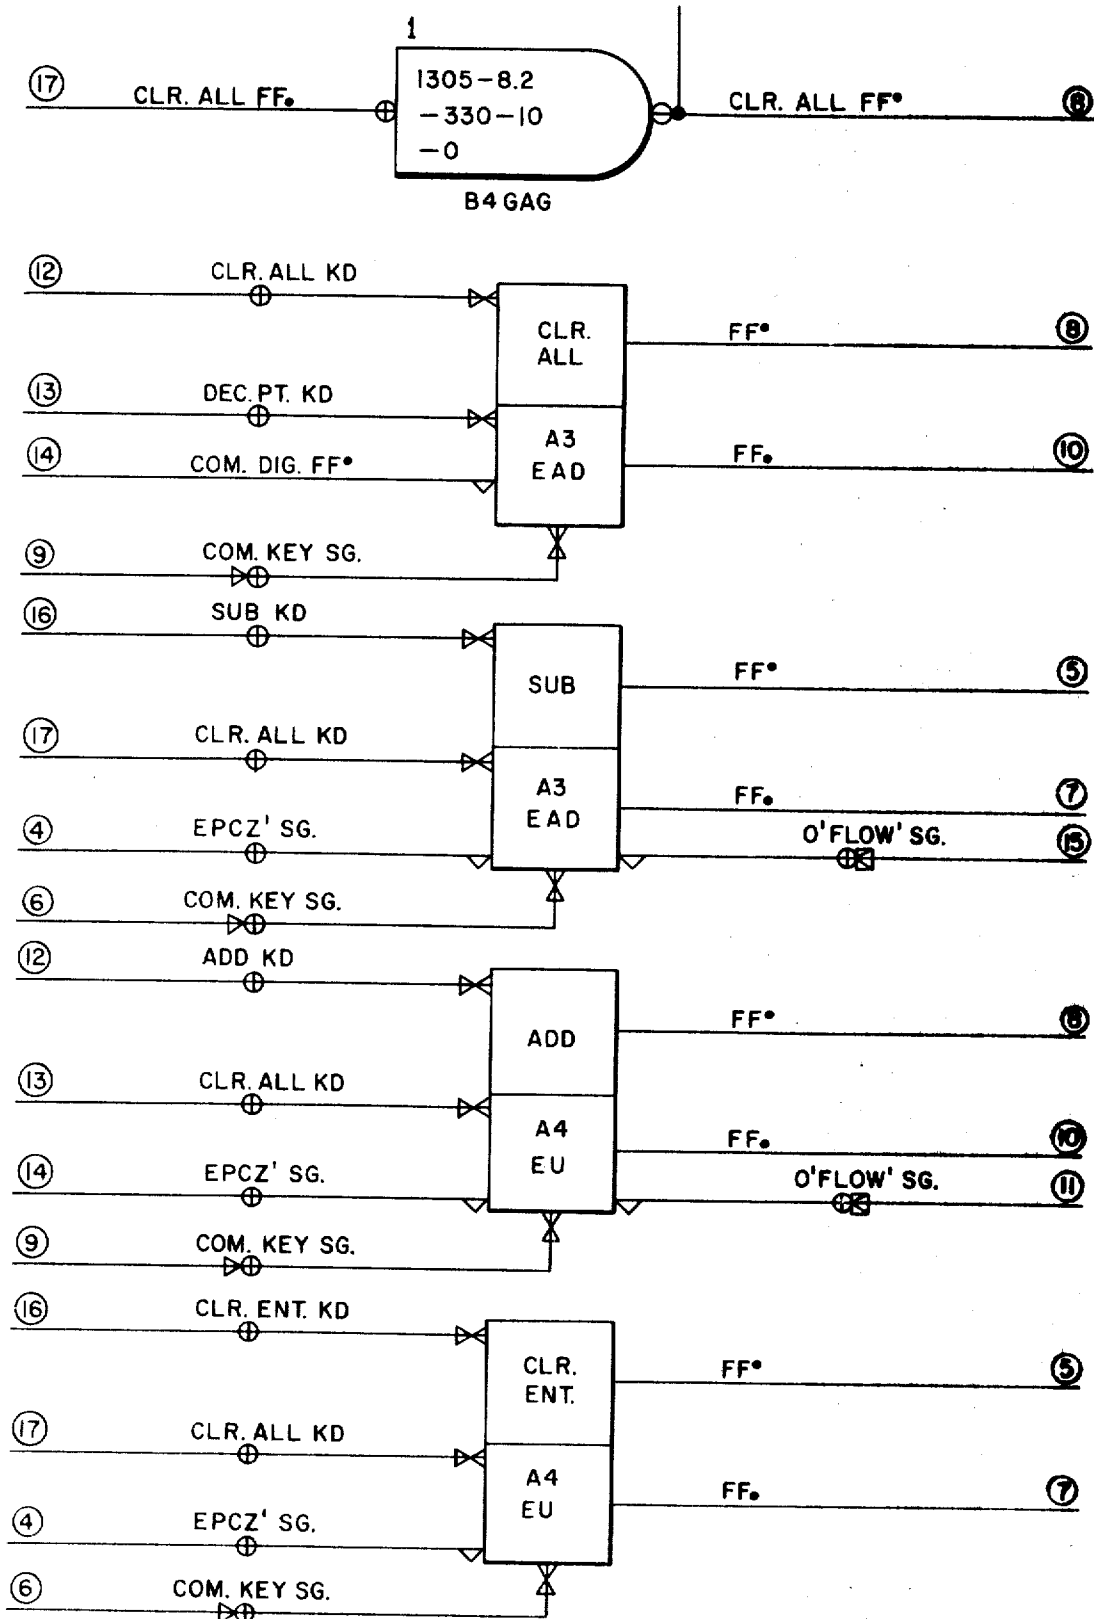 1
17 CLR. ALL FF. 1305-8.2 CLR. ALL FF• 8
-330-10
-0
B4 GAG
12 CLR. ALL KD
CLR. ALL FF• 8
13 DEC. PT. KD
A3 EAD FF. 10
14 COM. DIG. FF•
9 COM. KEY SG.
16 SUB KD
SUB FF• 5
17 CLR. ALL KD
A3 EAD FF. 7
4 EPCZ' SG. O'FLOW' SG. 15
6 COM. KEY SG.
12 ADD KD
ADD FF• 8
13 CLR. ALL KD
A4 EU FF. 10
14 EPCZ' SG. O'FLOW' SG. 11
9 COM. KEY SG.
16 CLR. ENT. KD
CLR. ENT. FF• 5
17 CLR. ALL KD
A4 EU FF. 7
4 EPCZ' SG.
6 COM. KEY SG.